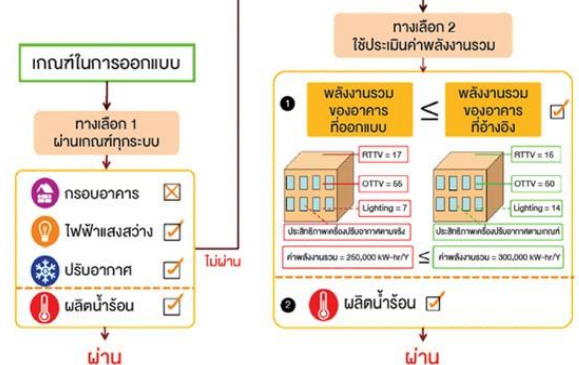 เกณฑ์ในการออกแบบ
ทางเลือก 1
ผ่านเกณฑ์ทุกระบบ
กรอบอาคาร
ไฟฟ้าแสงสว่าง
ปรับอากาศ
ผลิตน้ำร้อน
ผ่าน
ไม่ผ่าน
ทางเลือก 2
ใช้ประเมินค่าพลังงานรวม
1
พลังงานรวม
ของอาคาร
ที่ออกแบบ
≤
พลังงานรวม
ของอาคาร
ที่อ้างอิง
RTTV = 17
OTTV = 55
Lighting = 7
ประสิทธิภาพเครื่องปรับอากาศตามจริง
ค่าพลังงานรวม = 250,000 kW-hr/Y
≤
RTTV = 15
OTTV = 50
Lighting = 14
ประสิทธิภาพเครื่องปรับอากาศตามเกณฑ์
ค่าพลังงานรวม = 300,000 kW-hr/Y
2
ผลิตน้ำร้อน
ผ่าน